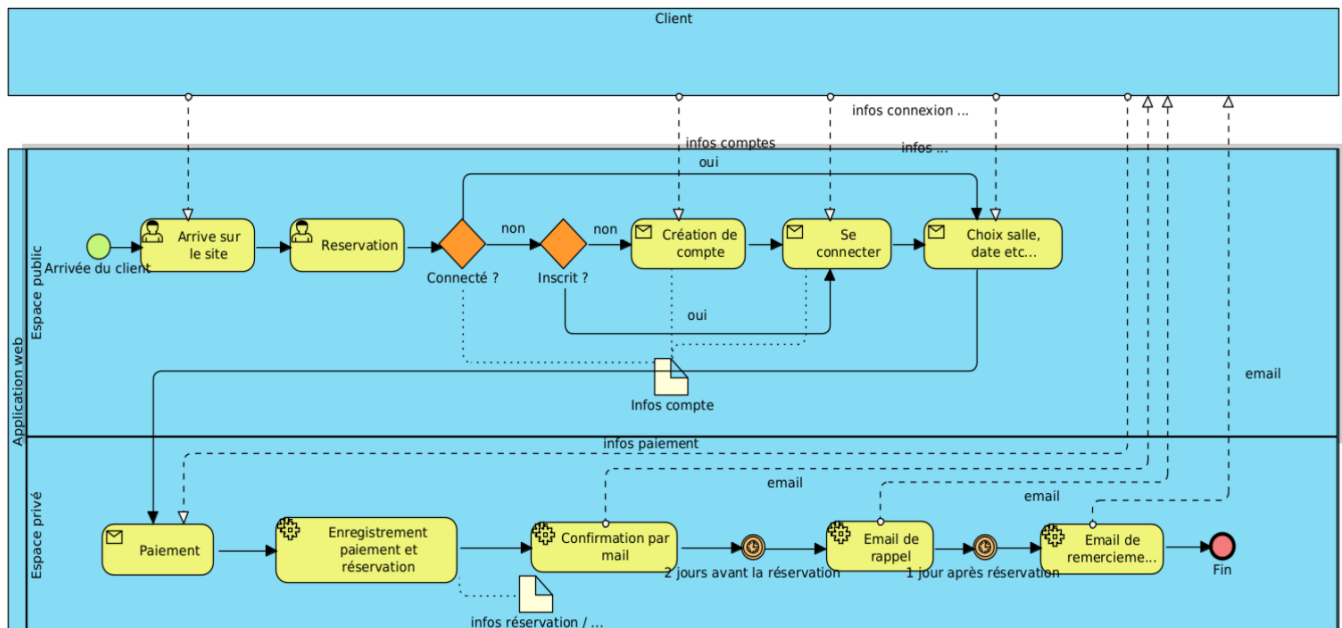 Client
infos connexion ...
infos comptes
infos ...
oui
Application web
Espace public
Arrivée du client
Arrive sur
le site
Reservation
Connecté ?
non
Inscrit ?
non
Création de
compte
Se
connecter
Choix salle,
date etc...
oui
Infos compte
email
Espace privé
infos paiement
email
email
Paiement
Enregistrement
paiement et
réservation
Confirmation par
mail
2 jours avant la réservation
Email de
rappel
1 jour après réservation
Email de
remercieme...
Fin
infos réservation / ...